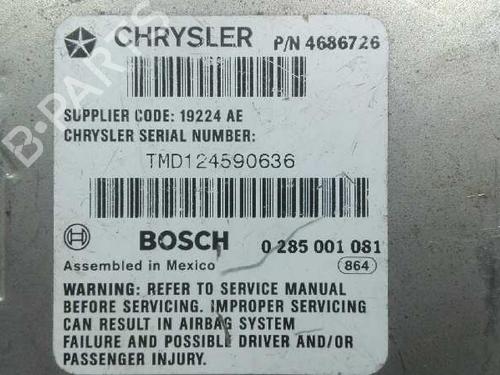 CHRYSLER P/N 4686726
SUPPLIER CODE: 19224 AE
CHRYSLER SERIAL NUMBER:
TMD124590636
BOSCH 0 285 001 081
Assembled in Mexico 864
WARNING: REFER TO SERVICE MANUAL
BEFORE SERVICING. IMPROPER SERVICING
CAN RESULT IN AIRBAG SYSTEM
FAILURE AND POSSIBLE DRIVER AND/OR
PASSENGER INJURY.
B-PARTS